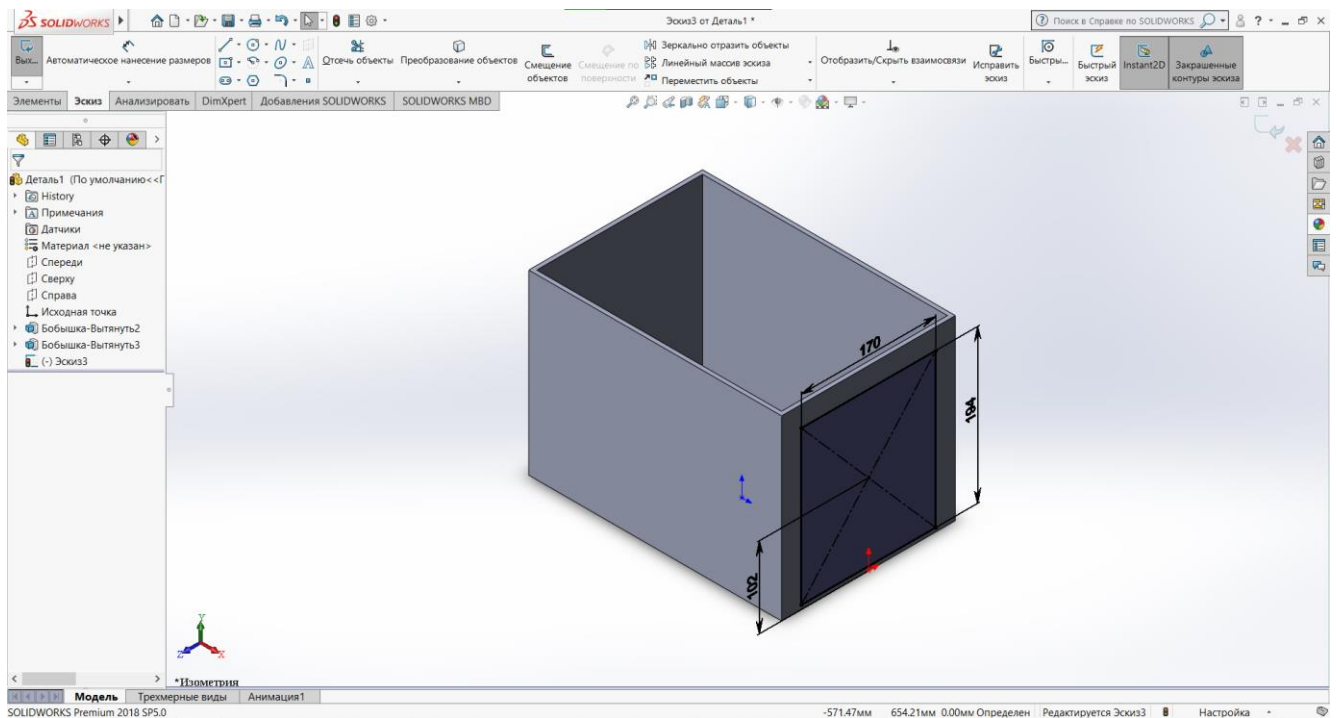 SOLIDWORKS
Эскиз3 от Деталь1 *
Поиск в Справке по SOLIDWORKS
Вых...
Автоматическое нанесение размеров
Отсечь объекты
Преобразование объектов
Смещение объектов
Смещение по поверхности
Зеркально отразить объекты
Линейный массив эскиза
Переместить объекты
Отобразить/Скрыть взаимосвязи
Исправить эскиз
Быстры...
Быстрый эскиз
Instant2D
Закрашенные контуры эскиза
Элементы
Эскиз
Анализировать
DimXpert
Добавления SOLIDWORKS
SOLIDWORKS MBD
Деталь1 (По умолчанию<<Г
History
Примечания
Датчики
Материал <не указан>
Спереди
Сверху
Справа
Исходная точка
Бобышка-Вытянуть2
Бобышка-Вытянуть3
(-) Эскиз3
170
194
102
Y
Z
X
*Изометрия
Модель
Трехмерные виды
Анимация1
SOLIDWORKS Premium 2018 SP5.0
-571.47мм
654.21мм
0.00мм
Определен
Редактируется Эскиз3
Настройка